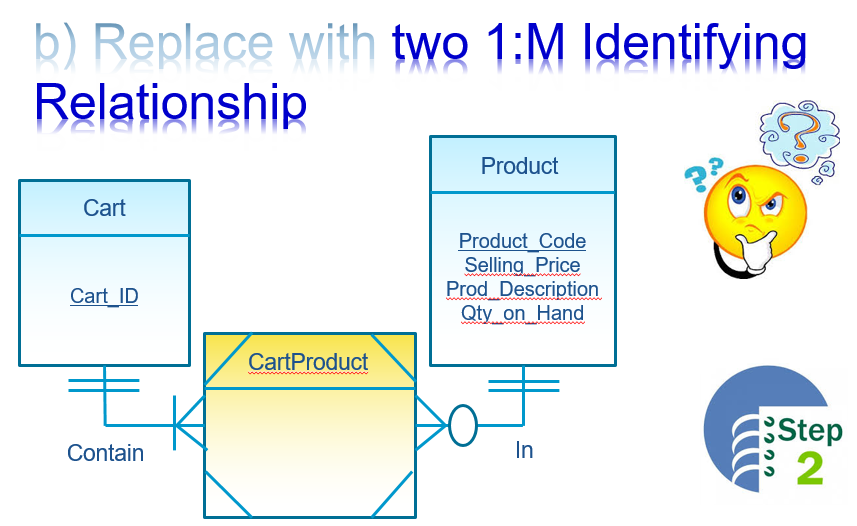 b) Replace with two 1:M Identifying
Relationship
Product
Cart
Product_Code
Selling_Price
Prod_Description
Qty_on_Hand
Cart_ID
CartProduct
Contain
In
? ? ?
Step
2